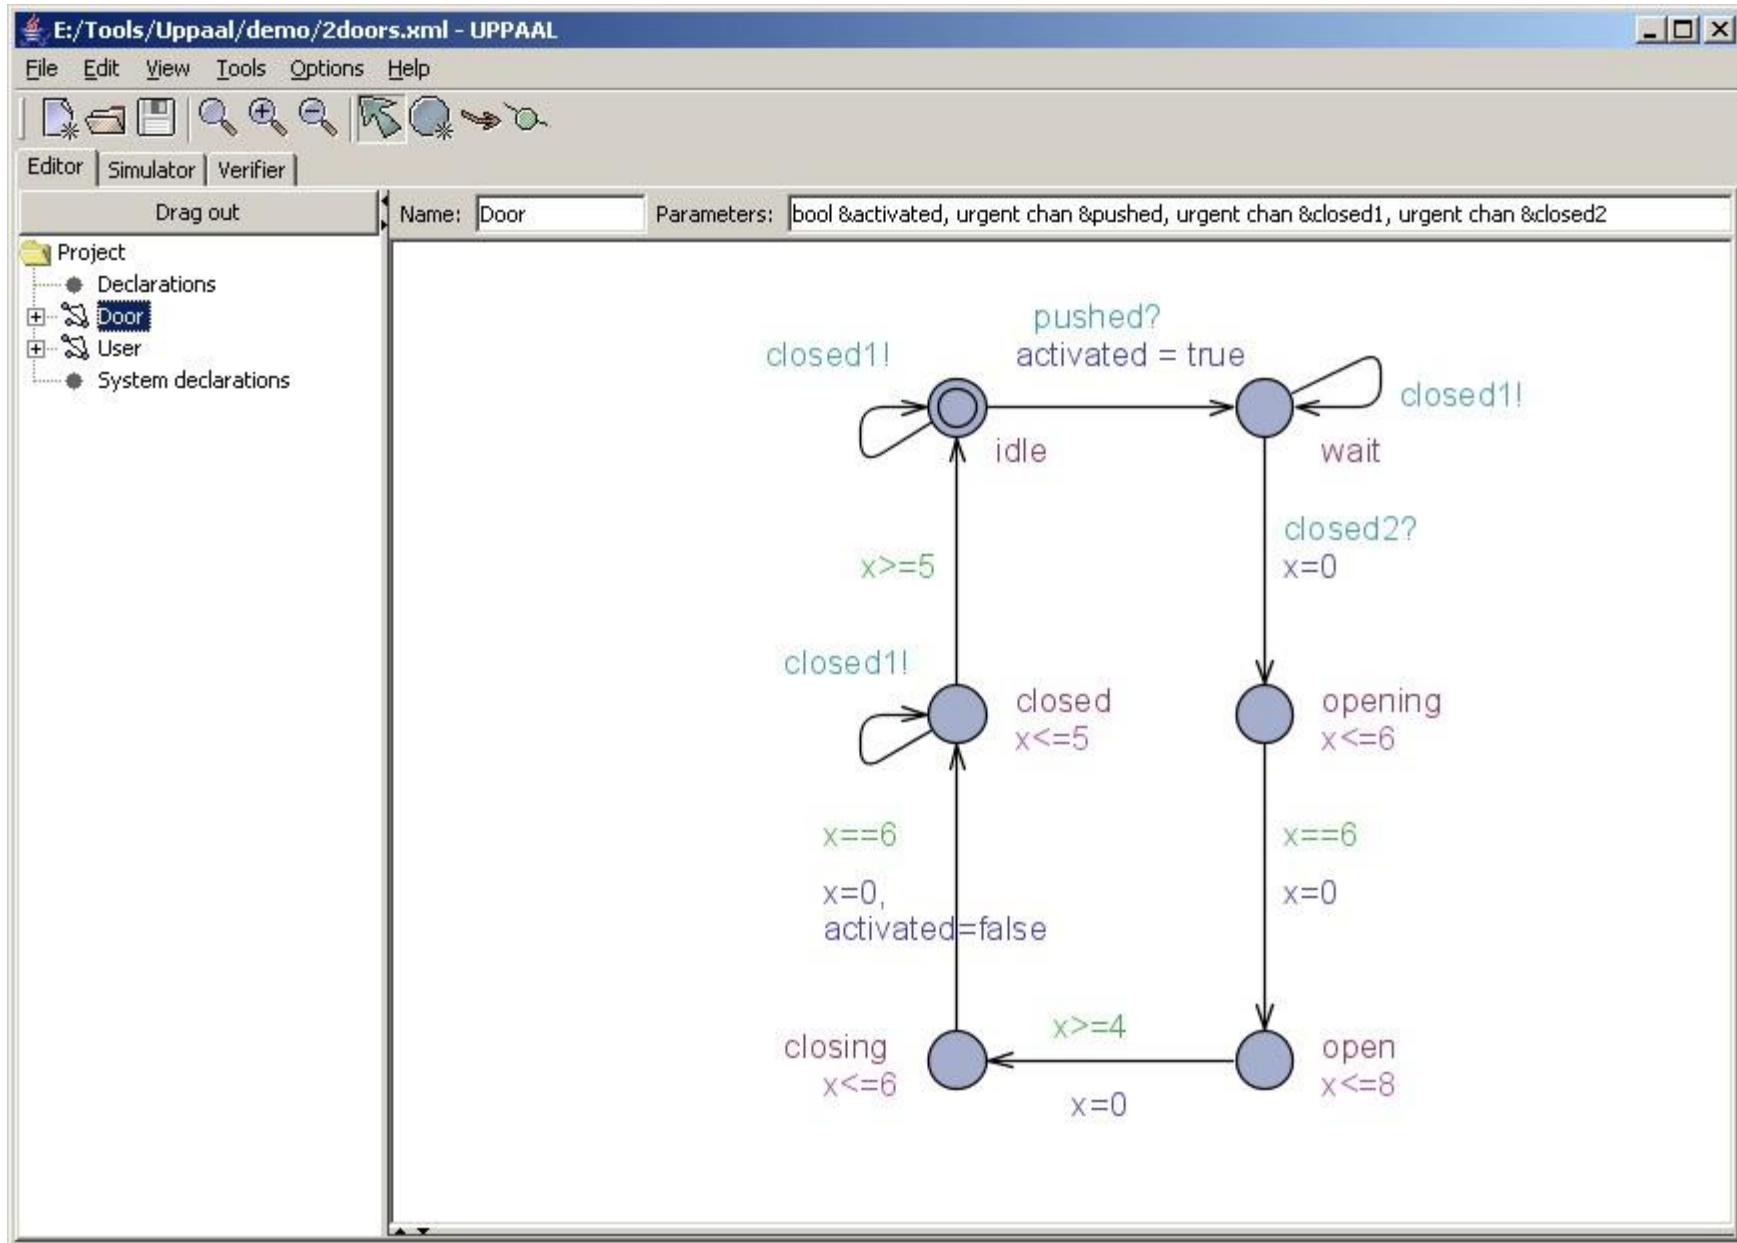 E:/Tools/Uppaal/demo/2doors.xml - UPPAAL
File Edit View Tools Options Help
Editor Simulator Verifier
Drag out
Name: Door Parameters: bool &activated, urgent chan &pushed, urgent chan &closed1, urgent chan &closed2
Project
Declarations
Door
User
System declarations
pushed?
closed1!
activated = true
closed1!
idle
wait
closed2?
x>=5
x=0
closed1!
closed
x<=5
opening
x<=6
x==6
x==6
x=0,
activated=false
x=0
x>=4
closing
x<=6
open
x<=8
x=0